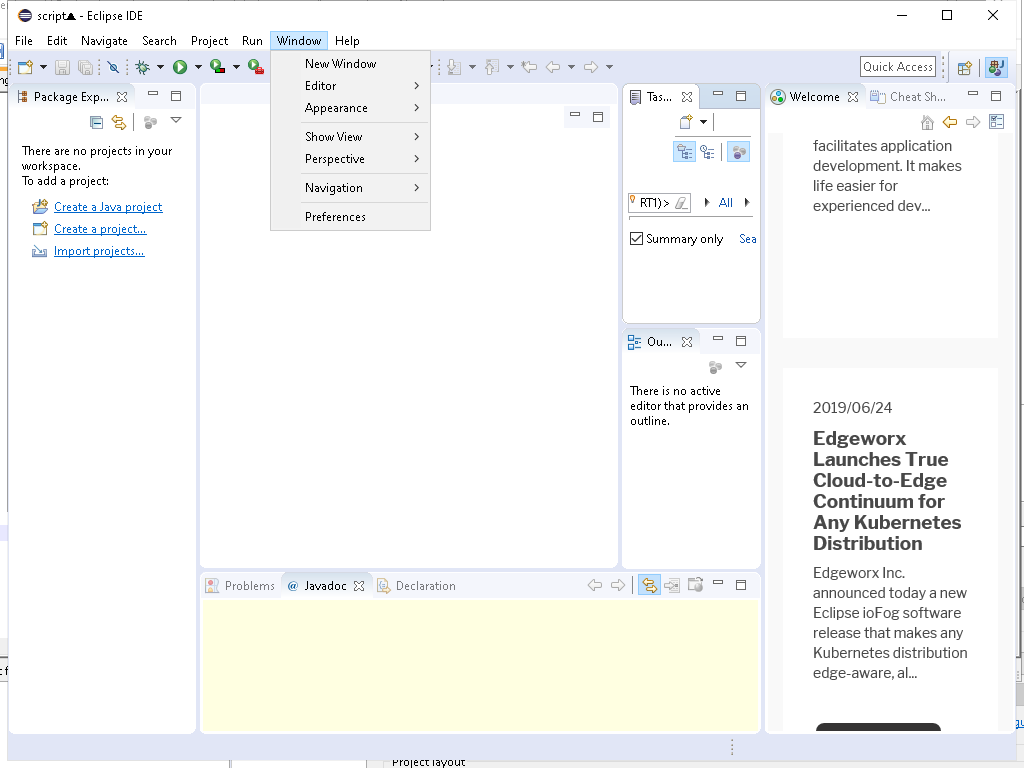 script▲ - Eclipse IDE
File Edit Navigate Search Project Run Window Help
New Window
Editor
Appearance
Show View
Perspective
Navigation
Preferences
Quick Access
Package Exp...
There are no projects in your
workspace.
To add a project:
Create a Java project
Create a project...
Import projects...
Tas...
RT1)>
All
Summary only
Sea
Ou...
There is no active
editor that provides an
outline.
Welcome
Cheat Sh...
facilitates application
development. It makes
life easier for
experienced dev...
2019/06/24
Edgeworx
Launches True
Cloud-to-Edge
Continuum for
Any Kubernetes
Distribution
Edgeworx Inc.
announced today a new
Eclipse ioFog software
release that makes any
Kubernetes distribution
edge-aware, al...
Problems
@ Javadoc
Declaration
Project layout